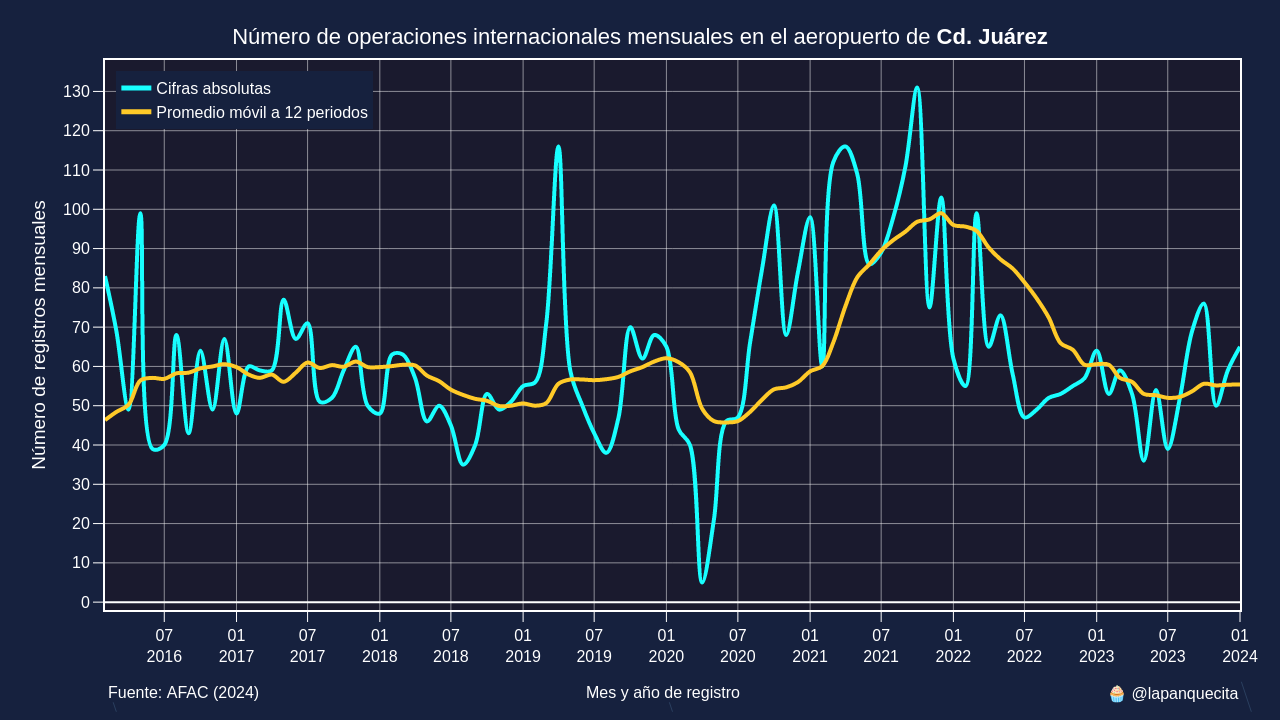 Número de operaciones internacionales mensuales en el aeropuerto de Cd. Juárez
Cifras absolutas
Promedio móvil a 12 periodos
Número de registros mensuales
130
120
110
100
90
80
70
60
50
40
30
20
10
0
07 01 07 01 07 01 07 01 07 01 07 01 07 01 07 01
2016 2017 2017 2018 2018 2019 2019 2020 2020 2021 2021 2022 2022 2023 2023 2024
Fuente: AFAC (2024)
Mes y año de registro
🧁 @lapanquecita